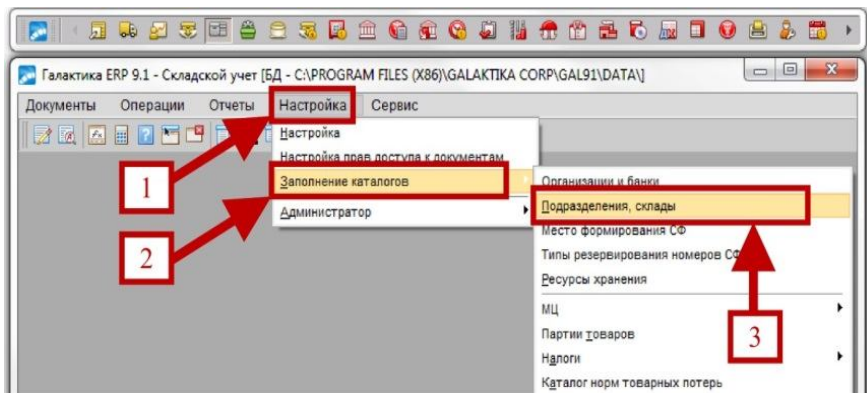 Галактика ERP 9.1 - Складской учет [БД - C:\PROGRAM FILES (X86)\GALAKTIKA CORP\GAL91\DATA\]
Документы Операции Отчеты Настройка Сервис
Настройка
Настройка прав доступа к документам
1
Заполнение каталогов
Организации и банки
Администратор
Подразделения, склады
2
Место формирования СФ
Типы резервирования номеров СФ
Ресурсы хранения
МЦ
Партии товаров
3
Налоги
Каталог норм товарных потерь